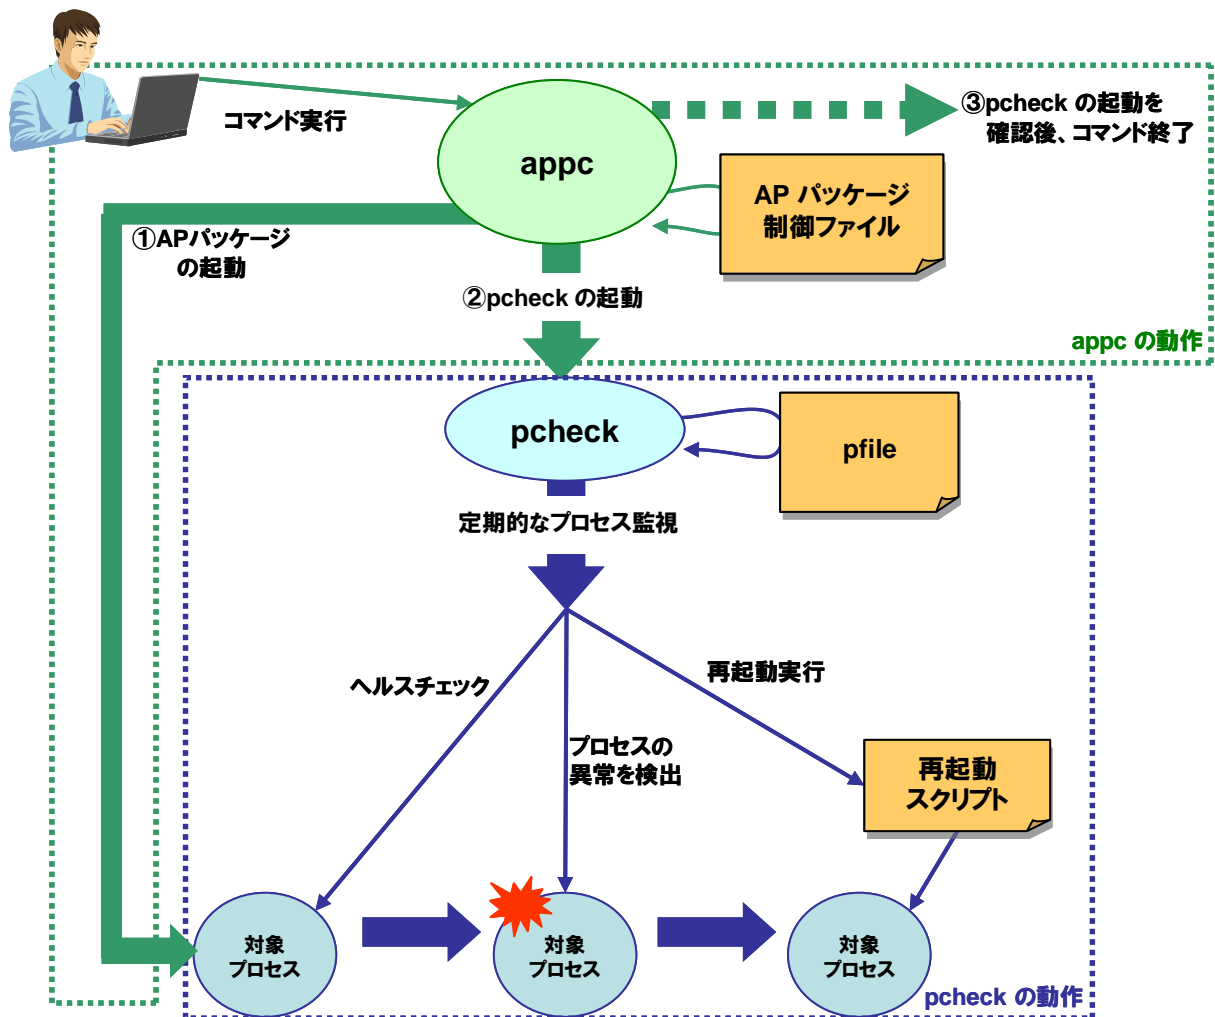 コマンド実行
appc
③pcheck の起動を
確認後、コマンド終了
AP パッケージ
制御ファイル
①APパッケージ
の起動
②pcheck の起動
appc の動作
pcheck
pfile
定期的なプロセス監視
ヘルスチェック
再起動実行
プロセスの
異常を検出
再起動
スクリプト
対象
プロセス
対象
プロセス
対象
プロセス
pcheck の動作